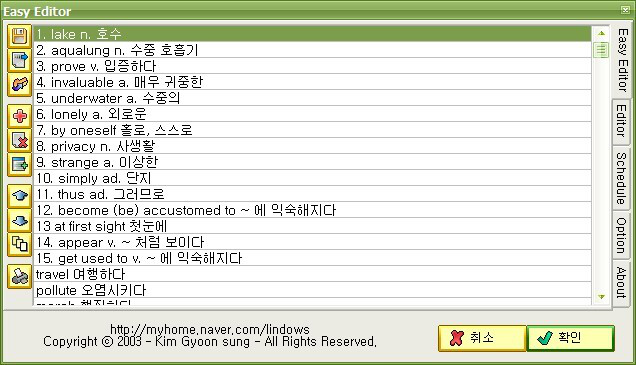 Easy Editor
1. lake n. 호수
2. aqualung n. 수중 호흡기
3. prove v. 입증하다
4. invaluable a. 매우 귀중한
5. underwater a. 수중의
6. lonely a. 외로운
7. by oneself 홀로, 스스로
8. privacy n. 사생활
9. strange a. 이상한
10. simply ad. 단지
11. thus ad. 그러므로
12. become (be) accustomed to ~ 에 익숙해지다
13 at first sight 첫눈에
14. appear v. ~ 처럼 보이다
15. get used to v. ~ 에 익숙해지다
travel 여행하다
pollute 오염시키다
march 행진하다
Easy Editor
Editor
Schedule
Option
About
http://myhome.naver.com/lindows
Copyright ⓒ 2003 - Kim Gyoon sung - All Rights Reserved.
취소
확인